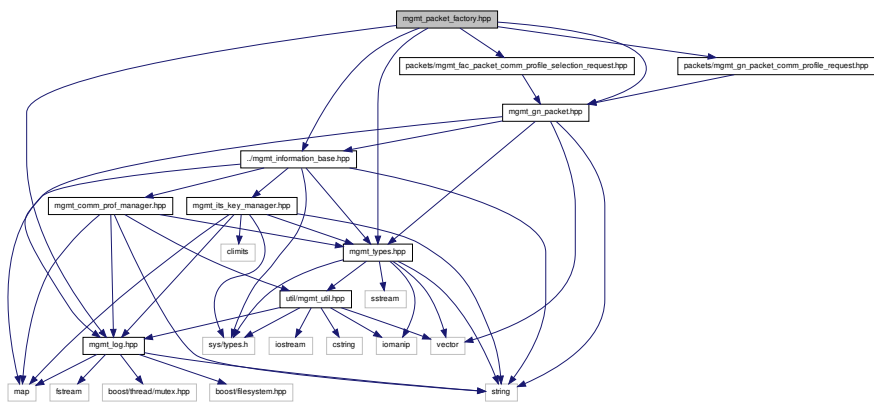 mgmt_packet_factory.hpp
packets/mgmt_fac_packet_comm_profile_selection_request.hpp
packets/mgmt_gn_packet_comm_profile_request.hpp
mgmt_gn_packet.hpp
../mgmt_information_base.hpp
mgmt_comm_prof_manager.hpp
mgmt_its_key_manager.hpp
climits
mgmt_types.hpp
util/mgmt_util.hpp
sstream
mgmt_log.hpp
sys/types.h
iostream
cstring
iomanip
vector
map
fstream
boost/thread/mutex.hpp
boost/filesystem.hpp
string